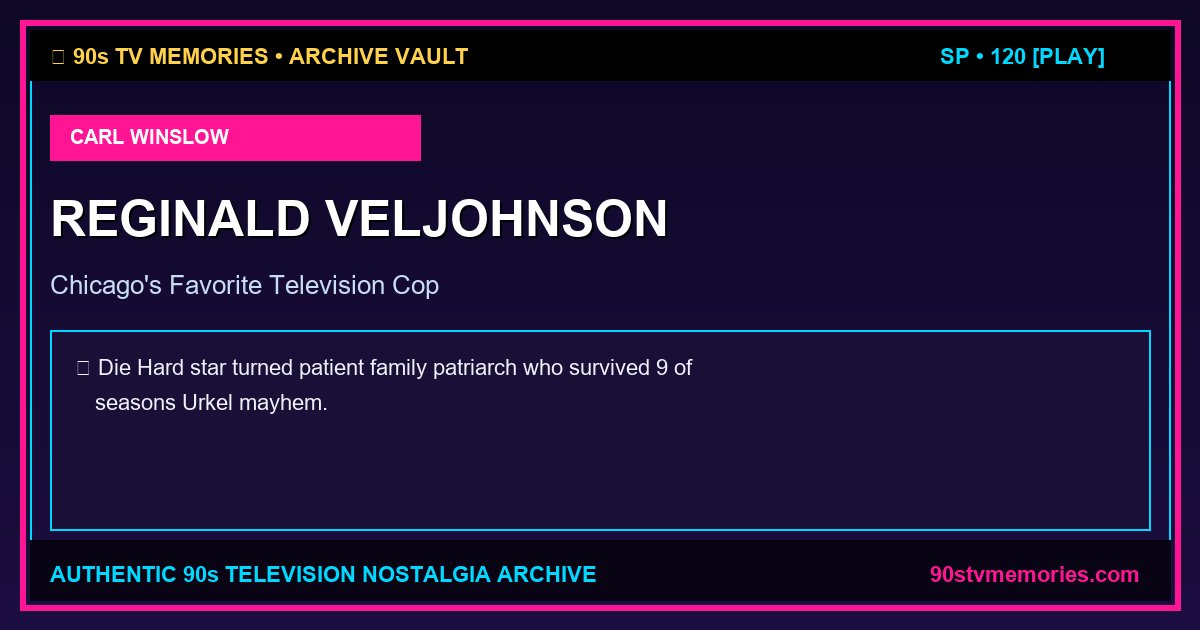 90s TV MEMORIES • ARCHIVE VAULT
SP • 120 [PLAY]
CARL WINSLOW
REGINALD VELJOHNSON
Chicago's Favorite Television Cop
Die Hard star turned patient family patriarch who survived 9 of
seasons Urkel mayhem.
AUTHENTIC 90s TELEVISION NOSTALGIA ARCHIVE
90stvmemories.com